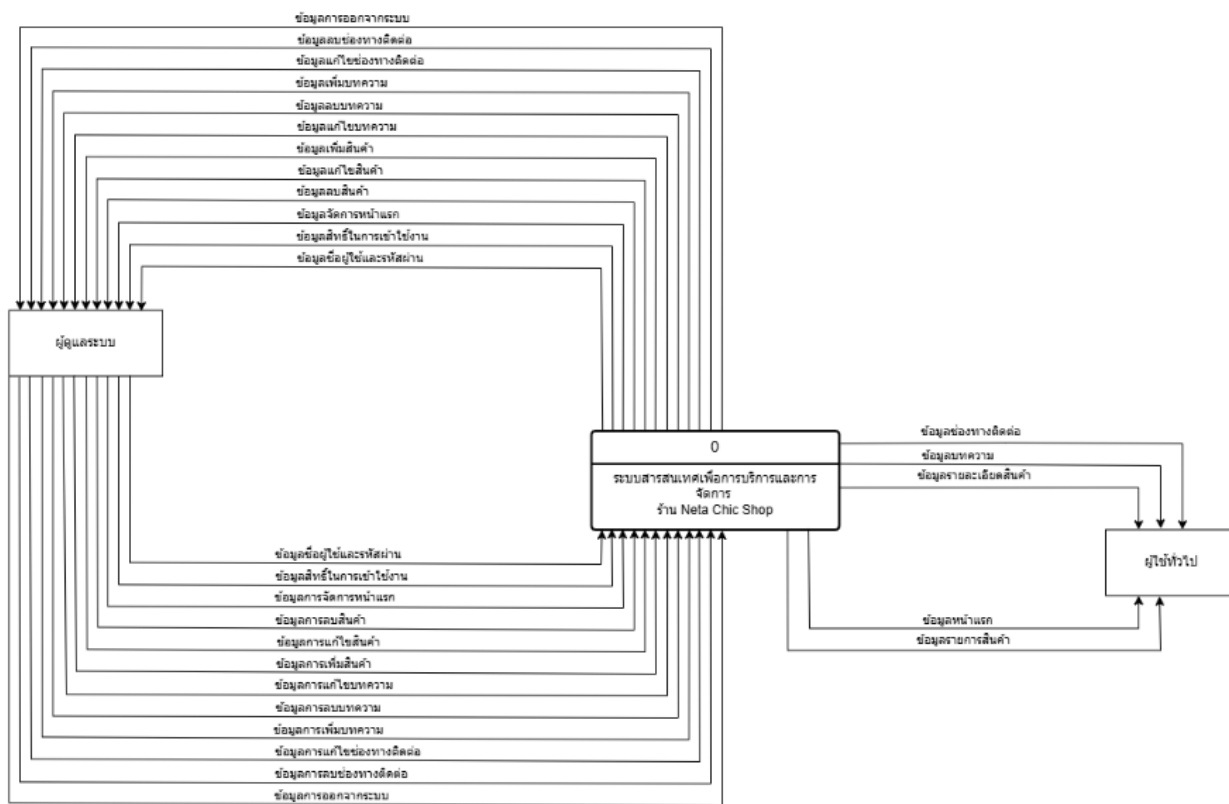 ข้อมูลการออกจากระบบ
ข้อมูลลบช่องทางติดต่อ
ข้อมูลแก้ไขช่องทางติดต่อ
ข้อมูลเพิ่มบทความ
ข้อมูลลบบทความ
ข้อมูลแก้ไขบทความ
ข้อมูลเพิ่มสินค้า
ข้อมูลแก้ไขสินค้า
ข้อมูลลบสินค้า
ข้อมูลจัดการหน้าแรก
ข้อมูลสิทธิ์ในการเข้าใช้งาน
ข้อมูลชื่อผู้ใช้และรหัสผ่าน
ผู้ดูแลระบบ
0
ระบบสารสนเทศเพื่อการบริการและการ
จัดการ
ร้าน Neta Chic Shop
ข้อมูลช่องทางติดต่อ
ข้อมูลบทความ
ข้อมูลรายละเอียดสินค้า
ผู้ใช้ทั่วไป
ข้อมูลหน้าแรก
ข้อมูลรายการสินค้า
ข้อมูลชื่อผู้ใช้และรหัสผ่าน
ข้อมูลสิทธิ์ในการเข้าใช้งาน
ข้อมูลการจัดการหน้าแรก
ข้อมูลการลบสินค้า
ข้อมูลการแก้ไขสินค้า
ข้อมูลการเพิ่มสินค้า
ข้อมูลการแก้ไขบทความ
ข้อมูลการลบบทความ
ข้อมูลการเพิ่มบทความ
ข้อมูลการแก้ไขช่องทางติดต่อ
ข้อมูลการลบช่องทางติดต่อ
ข้อมูลการออกจากระบบ